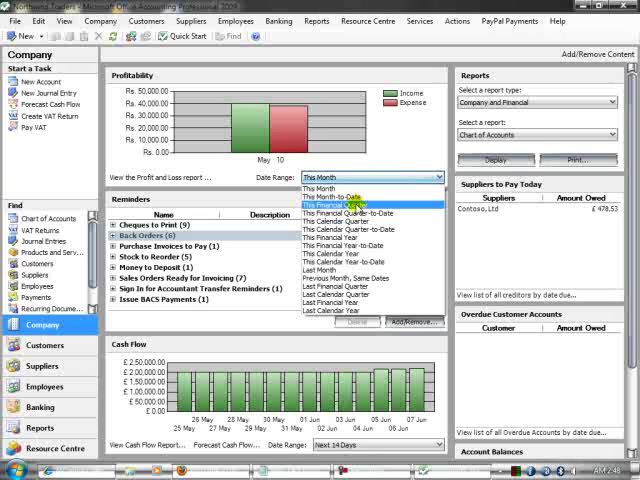 Northwind Traders - Microsoft Office Accounting Professional 2009
File Edit View Company Customers Suppliers Employees Banking Reports Resource Centre Services Actions PayPal Payments Help
New Quick Start Find
Company
Add/Remove Content
Start a Task
New Account
New Journal Entry
Forecast Cash Flow
Create VAT Return
Pay VAT
Find
Chart of Accounts
VAT Returns
Journal Entries
Customers
Suppliers
Employees
Payments
Recurring Docume...
Company
Customers
Suppliers
Employees
Banking
Reports
Resource Centre
Profitability
Rs. 50,000.00
Rs. 40,000.00
Rs. 30,000.00
Rs. 20,000.00
Rs. 10,000.00
Rs. 0.00
May 10
Income
Expense
View the Profit and Loss report ...
Date Range: This Month
This Month
This Month-to-Date
This Financial Quarter
This Financial Quarter-to-Date
This Calendar Quarter
This Calendar Quarter-to-Date
This Financial Year
This Financial Year-to-Date
This Calendar Year
This Calendar Year-to-Date
Last Month
Previous Month, Same Dates
Last Financial Quarter
Last Calendar Quarter
Last Financial Year
Last Calendar Year
Reminders
Name Description
Cheques to Print (9)
Back Orders (6)
Purchase Invoices to Pay (1)
Stock to Reorder (5)
Money to Deposit (1)
Sales Orders Ready for Invoicing (7)
Sign In for Accountant Transfer Reminders (1)
Issue BACS Payments (1)
Delete Add/Remove...
Cash Flow
£ 2,50,000.00
£ 2,00,000.00
£ 1,50,000.00
£ 1,00,000.00
£ 50,000.00
£ 0.00
26 May 28 May 30 May 01 Jun 03 Jun 05 Jun 07 Jun
25 May 27 May 29 May 31 May 02 Jun 04 Jun 06 Jun
View Cash Flow Report... Forecast Cash Flow... Date Range: Next 14 Days
Reports
Select a report type:
Company and Financial
Select a report:
Chart of Accounts
Display Print...
Suppliers to Pay Today
Supplier Amount Owed
Contoso, Ltd £ 478.53
View list of all creditors by date due...
Overdue Customer Accounts
Customer Amount Owed
View list of all Overdue Accounts by date due...
Account Balances
AM 2:48